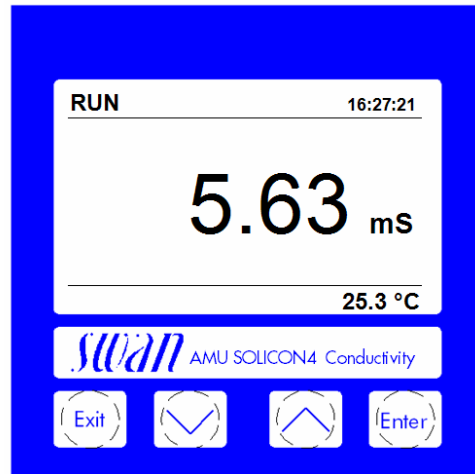 RUN 16:27:21
5.63 mS
25.3 °C
swan AMU SOLICON4 Conductivity
Exit Enter